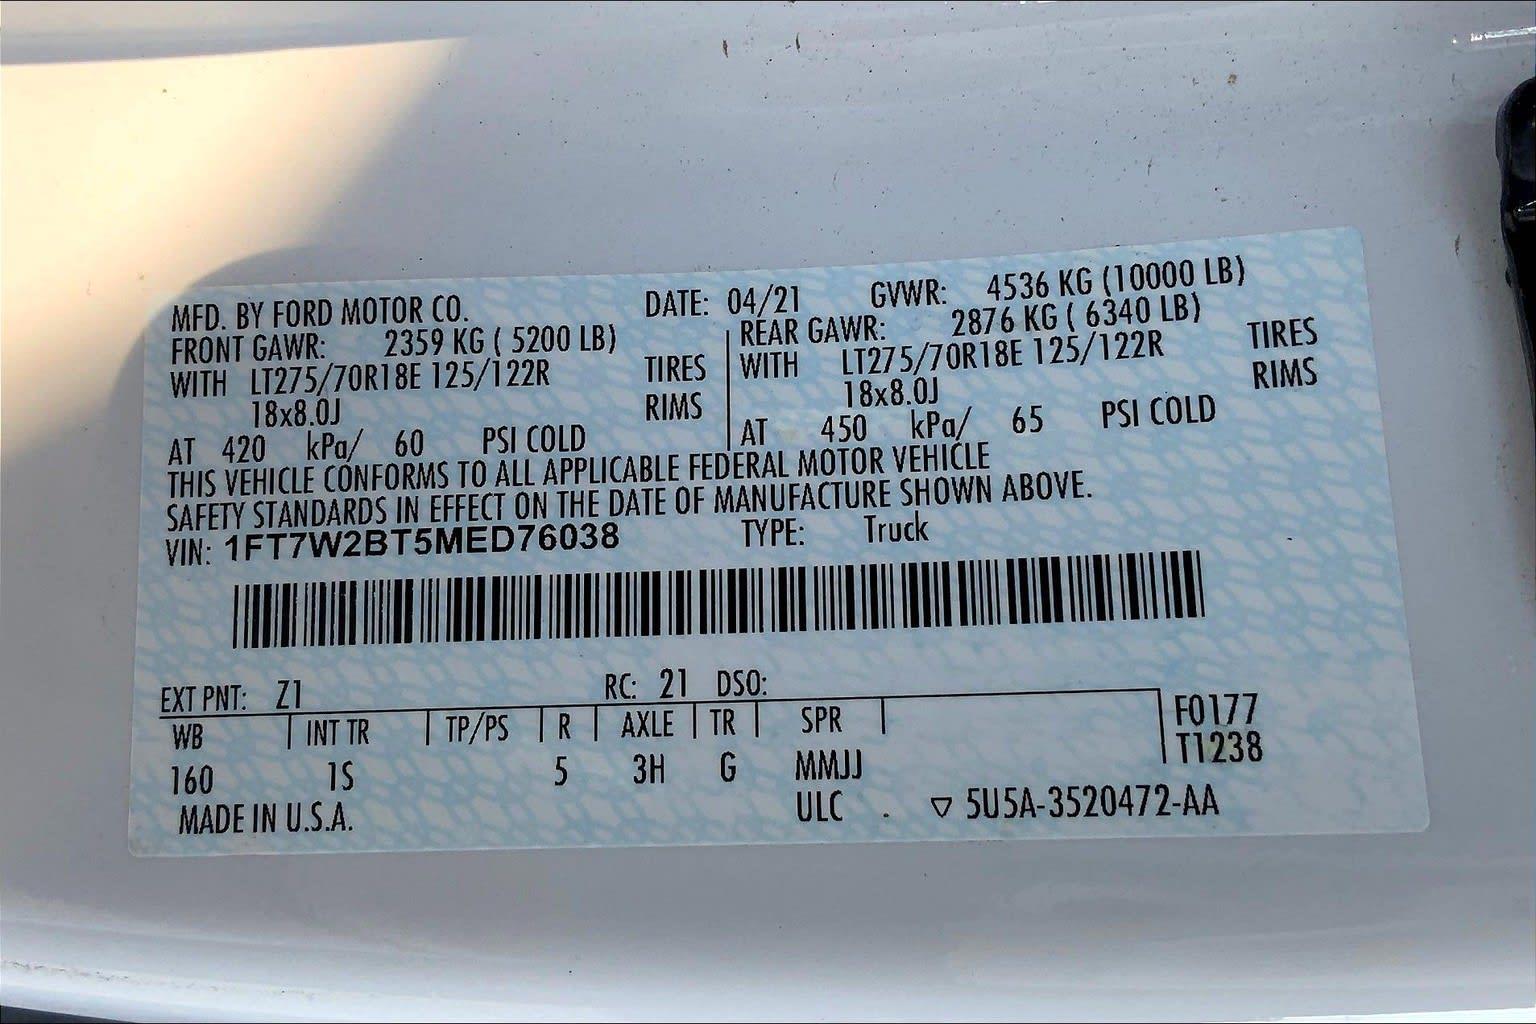 MFD. BY FORD MOTOR CO. DATE: 04/21 GVWR: 4536 KG (10000 LB)
FRONT GAWR: 2359 KG ( 5200 LB) REAR GAWR: 2876 KG ( 6340 LB)
WITH LT275/70R18E 125/122R TIRES WITH LT275/70R18E 125/122R TIRES
18x8.0J RIMS 18x8.0J RIMS
AT 420 kPa/ 60 PSI COLD AT 450 kPa/ 65 PSI COLD
THIS VEHICLE CONFORMS TO ALL APPLICABLE FEDERAL MOTOR VEHICLE
SAFETY STANDARDS IN EFFECT ON THE DATE OF MANUFACTURE SHOWN ABOVE.
VIN: 1FT7W2BT5MED76038 TYPE: Truck
EXT PNT: Z1 RC: 21 DSO:
WB INT TR TP/PS R AXLE TR SPR F0177
T1238
160 1S 5 3H G MMJJ
MADE IN U.S.A. ULC . ▽ 5U5A-3520472-AA